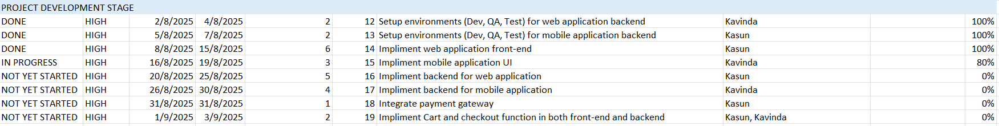 PROJECT DEVELOPMENT STAGE
DONE HIGH 2/8/2025 4/8/2025 2 12 Setup environments (Dev, QA, Test) for web application backend Kavinda 100%
DONE HIGH 5/8/2025 7/8/2025 2 13 Setup environments (Dev, QA, Test) for mobile application backend Kasun 100%
DONE HIGH 8/8/2025 15/8/2025 6 14 Impliment web application front-end Kasun 100%
IN PROGRESS HIGH 16/8/2025 19/8/2025 3 15 Impliment mobile application UI Kavinda 80%
NOT YET STARTED HIGH 20/8/2025 25/8/2025 5 16 Impliment backend for web application Kasun 0%
NOT YET STARTED HIGH 26/8/2025 30/8/2025 4 17 Impliment backend for mobile application Kavinda 0%
NOT YET STARTED HIGH 31/8/2025 31/8/2025 1 18 Integrate payment gateway Kasun 0%
NOT YET STARTED HIGH 1/9/2025 3/9/2025 2 19 Impliment Cart and checkout function in both front-end and backend Kasun, Kavinda 0%